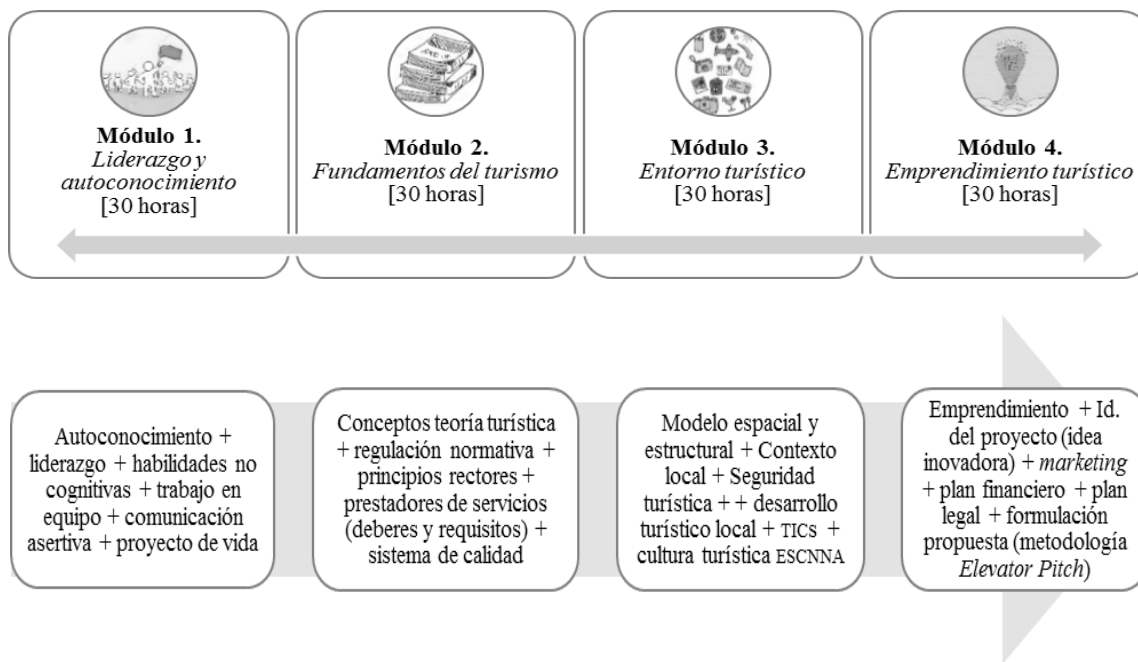 Módulo 1.
Liderazgo y
autoconocimiento
[30 horas]
Módulo 2.
Fundamentos del turismo
[30 horas]
Módulo 3.
Entorno turístico
[30 horas]
Módulo 4.
Emprendimiento turístico
[30 horas]
Autoconocimiento +
liderazgo + habilidades no
cognitivas + trabajo en
equipo + comunicación
asertiva + proyecto de vida
Conceptos teoría turística
+ regulación normativa +
principios rectores +
prestadores de servicios
(deberes y requisitos) +
sistema de calidad
Modelo espacial y
estructural + Contexto
local + Seguridad
turística + + desarrollo
turístico local + TICs +
cultura turística ESCNNA
Emprendimiento + Id.
del proyecto (idea
inovadora) + marketing
+ plan financiero + plan
legal + formulación
propuesta (metodología
Elevator Pitch)